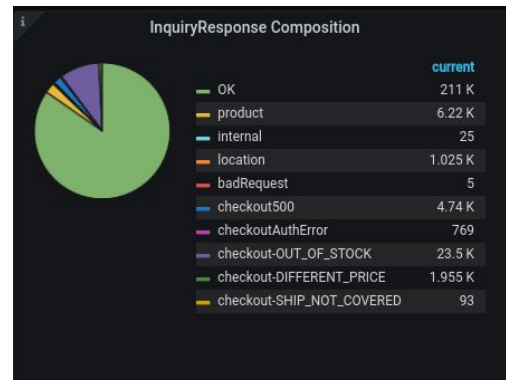 i
InquiryResponse Composition
current
OK 211 K
product 6.22 K
internal 25
location 1.025 K
badRequest 5
checkout500 4.74 K
checkoutAuthError 769
checkout-OUT_OF_STOCK 23.5 K
checkout-DIFFERENT_PRICE 1.955 K
checkout-SHIP_NOT_COVERED 93